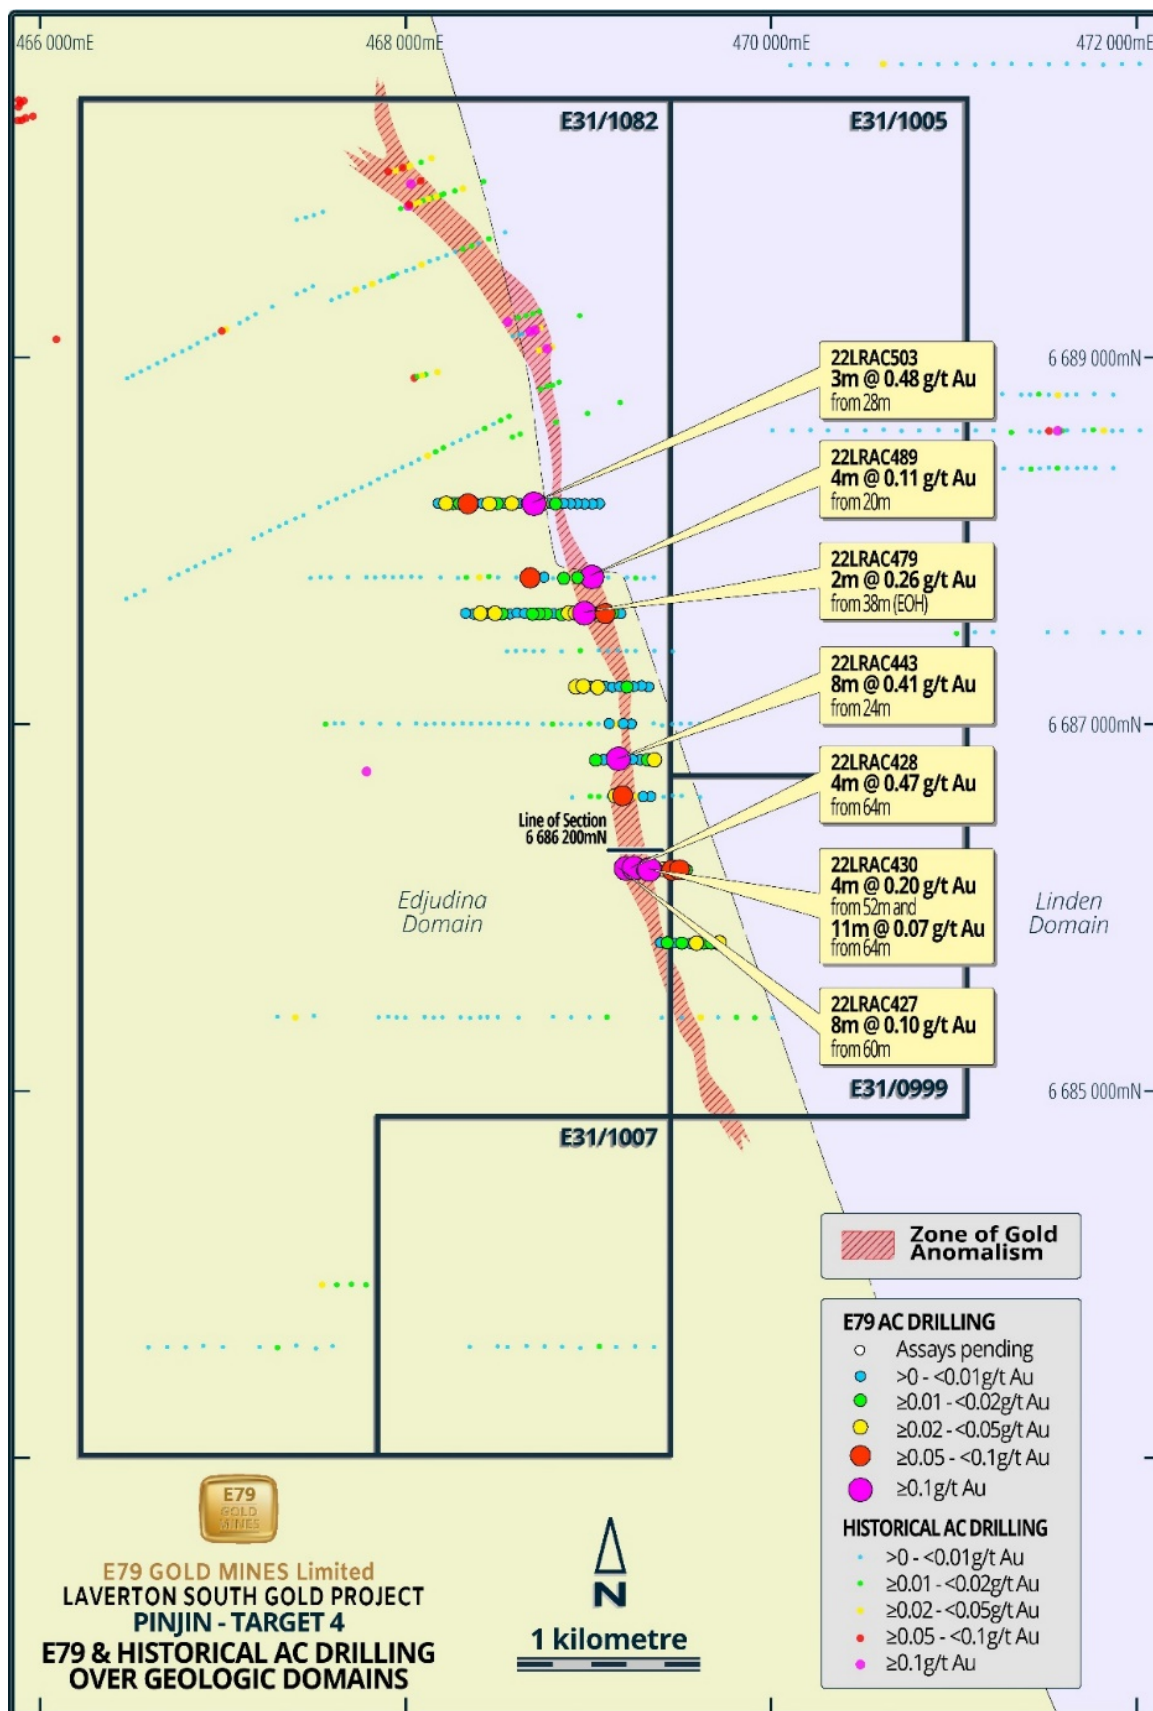 466 000mE
468 000mE
470 000mE
472 000mE
E31/1082
E31/1005
6 689 000mN
22LRAC503
3m @ 0.48 g/t Au
from 28m
22LRAC489
4m @ 0.11 g/t Au
from 20m
22LRAC479
2m @ 0.26 g/t Au
from 38m (EOH)
22LRAC443
8m @ 0.41 g/t Au
from 24m
6 687 000mN
22LRAC428
4m @ 0.47 g/t Au
from 64m
Line of Section
6 686 200mN
22LRAC430
4m @ 0.20 g/t Au
from 52m and
11m @ 0.07 g/t Au
from 64m
Edjudina
Domain
Linden
Domain
22LRAC427
8m @ 0.10 g/t Au
from 60m
E31/0999
6 685 000mN
E31/1007
Zone of Gold
Anomalism
E79 AC DRILLING
Assays pending
>0 - <0.01g/t Au
≥0.01 - <0.02g/t Au
≥0.02 - <0.05g/t Au
≥0.05 - <0.1g/t Au
≥0.1g/t Au
HISTORICAL AC DRILLING
>0 - <0.01g/t Au
≥0.01 - <0.02g/t Au
≥0.02 - <0.05g/t Au
≥0.05 - <0.1g/t Au
≥0.1g/t Au
E79
GOLD
MINES
E79 GOLD MINES Limited
LAVERTON SOUTH GOLD PROJECT
PINJIN - TARGET 4
E79 & HISTORICAL AC DRILLING
OVER GEOLOGIC DOMAINS
N
1 kilometre